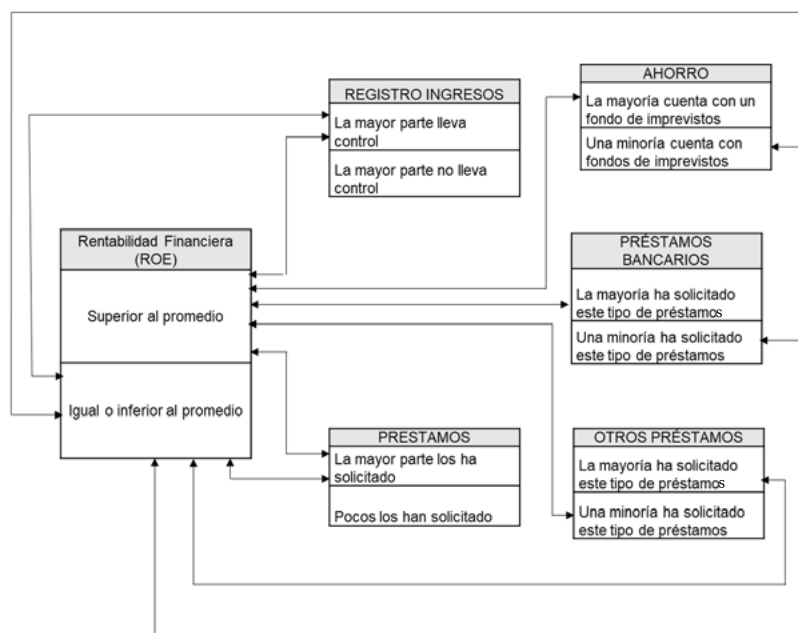 REGISTRO INGRESOS
La mayor parte lleva
control
La mayor parte no lleva
control
AHORRO
La mayoría cuenta con un
fondo de imprevistos
Una minoría cuenta con
fondos de imprevistos
Rentabilidad Financiera
(ROE)
Superior al promedio
Igual o inferior al promedio
PRÉSTAMOS
BANCARIOS
La mayoría ha solicitado
este tipo de préstamos
Una minoría ha solicitado
este tipo de préstamos
PRESTAMOS
La mayor parte los ha
solicitado
Pocos los han solicitado
OTROS PRÉSTAMOS
La mayoría ha solicitado
este tipo de préstamos
Una minoría ha solicitado
este tipo de préstamos